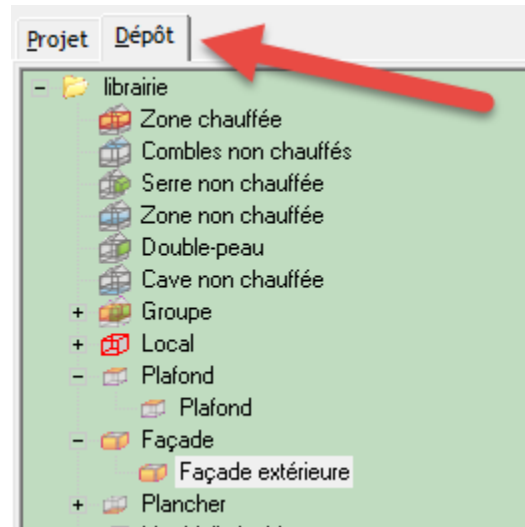 Projet Dépôt
librairie
Zone chauffée
Combles non chauffés
Serre non chauffée
Zone non chauffée
Double-peau
Cave non chauffée
Groupe
Local
Plafond
Plafond
Façade
Façade extérieure
Plancher